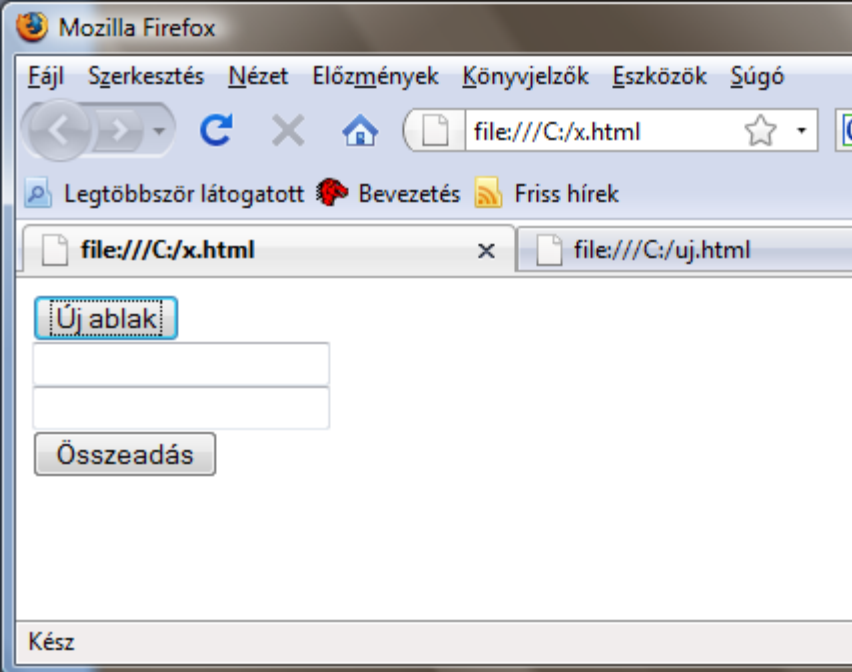 Mozilla Firefox
Fájl Szerkesztés Nézet Előzmények Könyvjelzők Eszközök Súgó
file:///C:/x.html
Legtöbbször látogatott Bevezetés Friss hírek
file:///C:/x.html file:///C:/uj.html
Új ablak
Összeadás
Kész